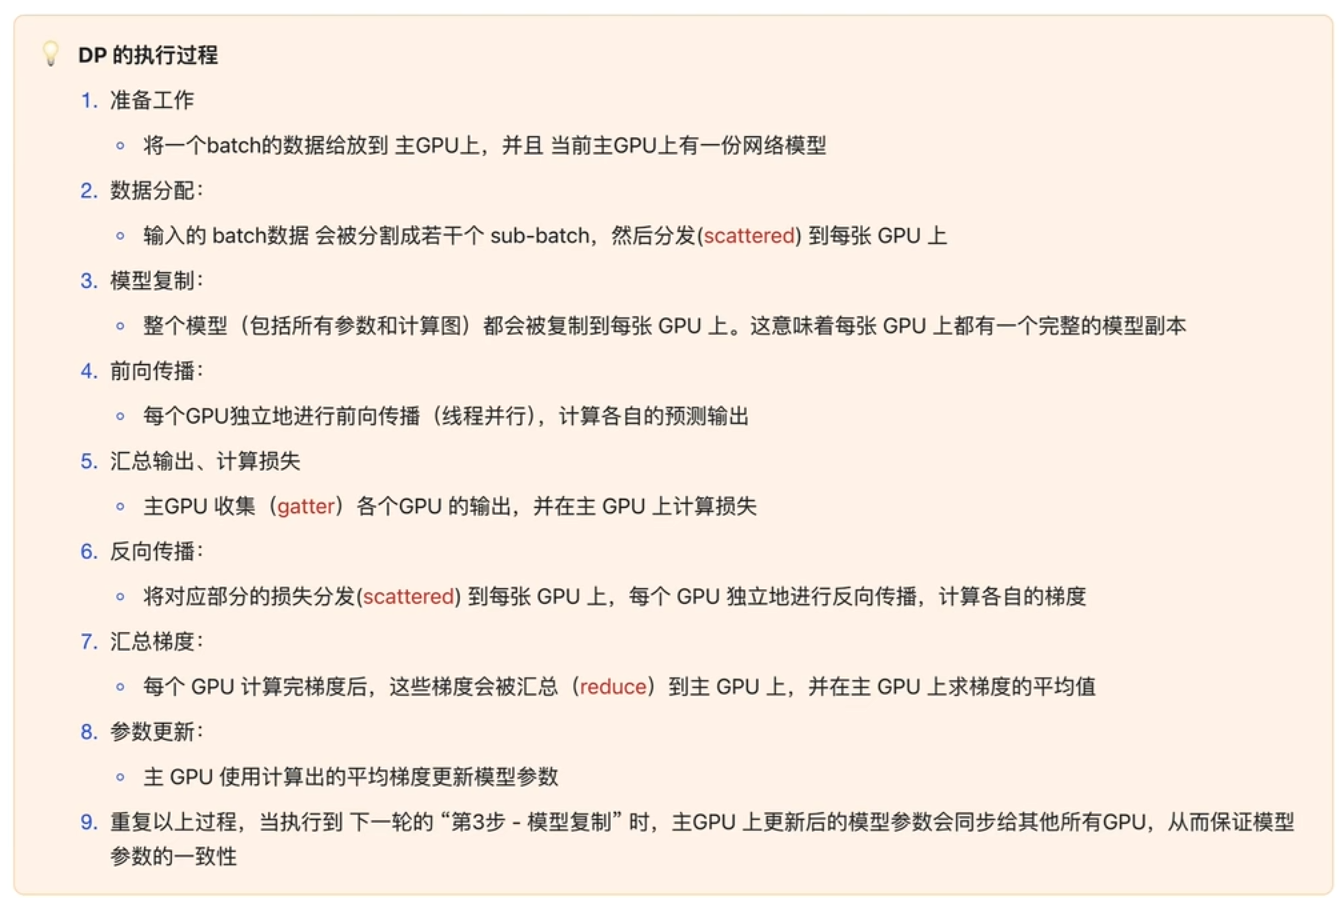 DP 的执行过程
1. 准备工作
将一个batch的数据给放到 主GPU上，并且 当前主GPU上有一份网络模型
2. 数据分配：
输入的 batch数据 会被分割成若干个 sub-batch，然后分发(scattered) 到每张 GPU 上
3. 模型复制：
整个模型（包括所有参数和计算图）都会被复制到每张 GPU 上。这意味着每张 GPU 上都有一个完整的模型副本
4. 前向传播：
每个GPU独立地进行前向传播（线程并行），计算各自的预测输出
5. 汇总输出、计算损失
主GPU 收集（gatter）各个GPU 的输出，并在主 GPU 上计算损失
6. 反向传播：
将对应部分的损失分发(scattered) 到每张 GPU 上，每个 GPU 独立地进行反向传播，计算各自的梯度
7. 汇总梯度：
每个 GPU 计算完梯度后，这些梯度会被汇总（reduce）到主 GPU 上，并在主 GPU 上求梯度的平均值
8. 参数更新：
主 GPU 使用计算出的平均梯度更新模型参数
9. 重复以上过程，当执行到 下一轮的 “第3步 - 模型复制” 时，主GPU 上更新后的模型参数会同步给其他所有GPU，从而保证模型
参数的一致性